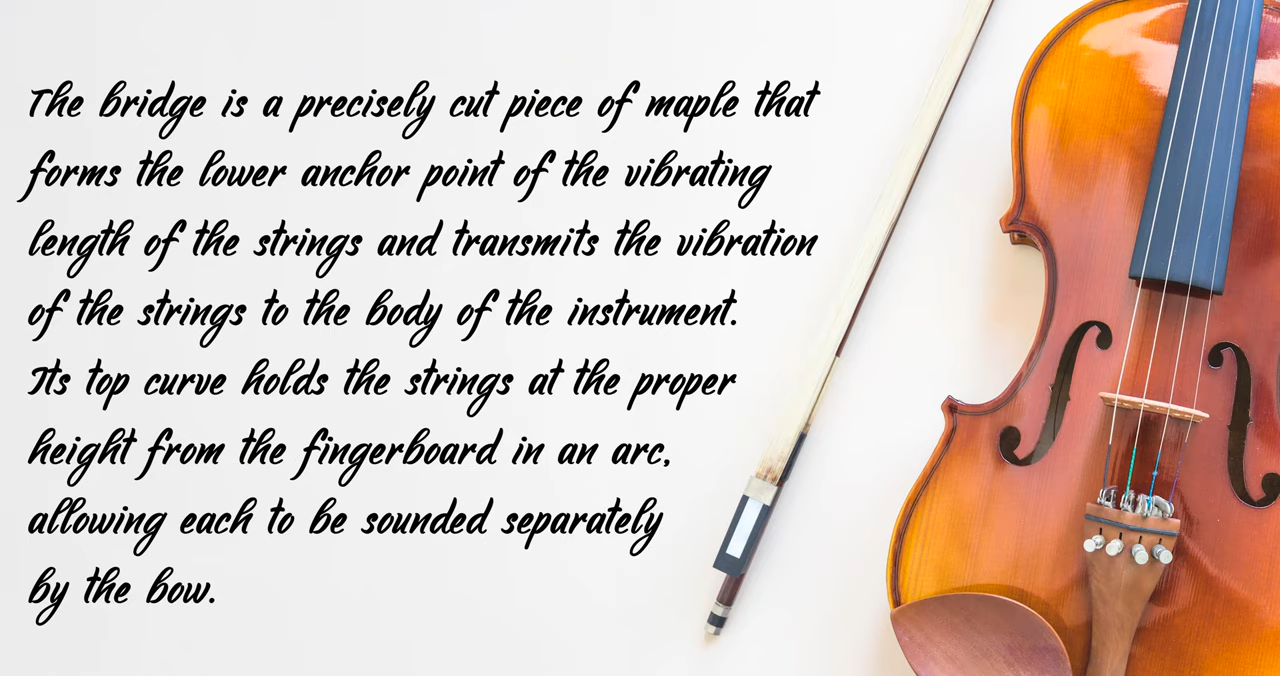 The bridge is a precisely cut piece of maple that
forms the lower anchor point of the vibrating
length of the strings and transmits the vibration
of the strings to the body of the instrument.
Its top curve holds the strings at the proper
height from the fingerboard in an arc,
allowing each to be sounded separately
by the bow.